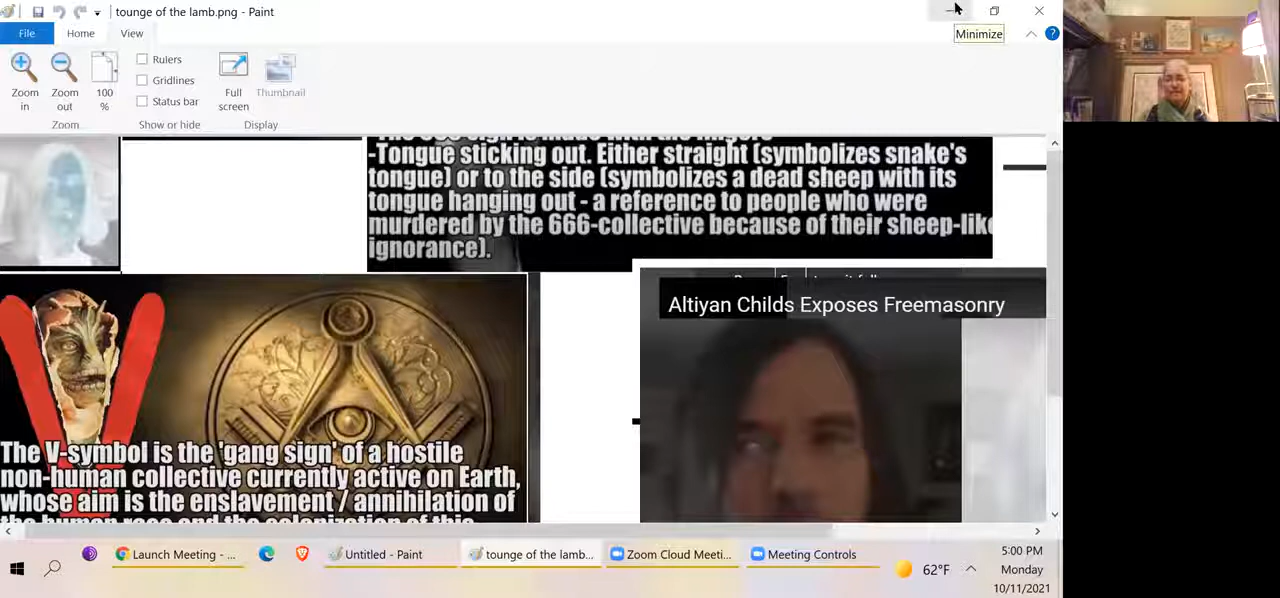 tounge of the lamb.png - Paint
File
Home
View
Minimize
Rulers
Gridlines
Status bar
Zoom
in
Zoom
out
100
%
Full
screen
Thumbnail
Zoom
Show or hide
Display
-Tongue sticking out. Either straight (symbolizes snake's
tongue) or to the side (symbolizes a dead sheep with its
tongue hanging out - a reference to people who were
murdered by the 666-collective because of their sheep-like
ignorance).
Altiyan Childs Exposes Freemasonry
V
The V-symbol is the 'gang sign' of a hostile
non-human collective currently active on Earth,
whose aim is the enslavement / annihilation of
Launch Meeting - ...
Untitled - Paint
tounge of the lamb...
Zoom Cloud Meeti...
Meeting Controls
62°F
5:00 PM
Monday
10/11/2021